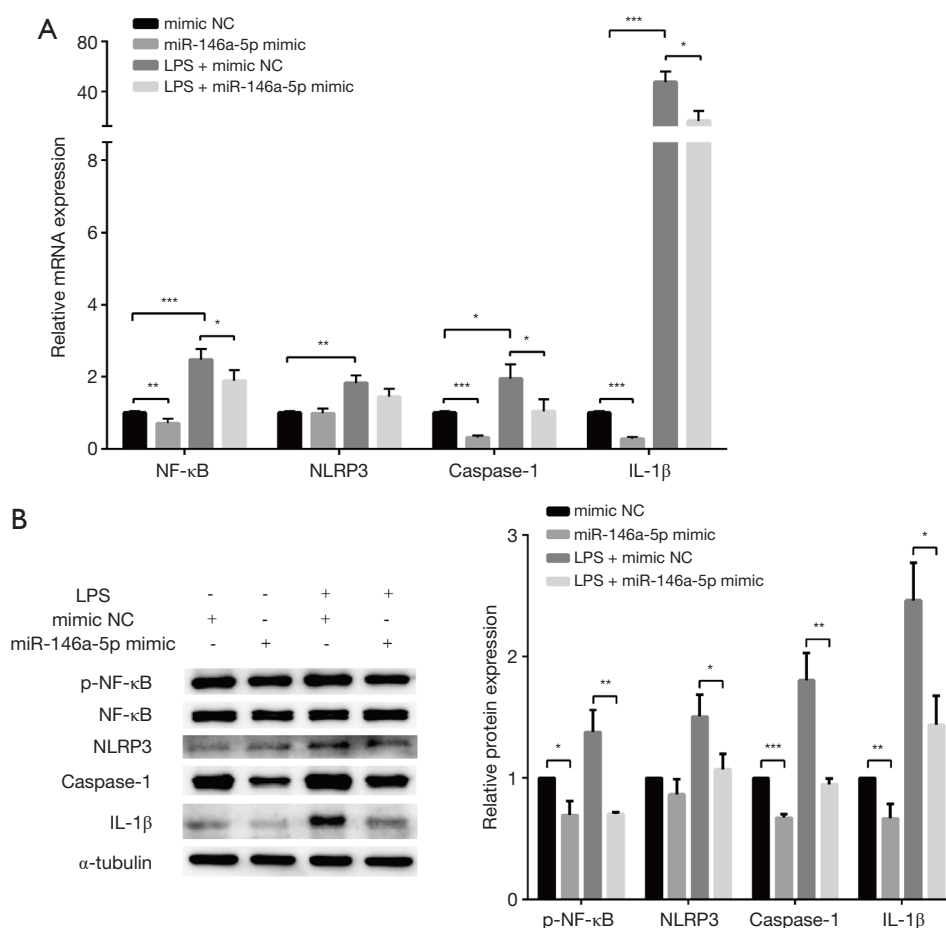 A
mimic NC
miR-146a-5p mimic
LPS + mimic NC
LPS + miR-146a-5p mimic
Relative mRNA expression
80
40
10
8
6
4
2
0
***
**
*
**
*
***
*
***
***
*
NF-κB
NLRP3
Caspase-1
IL-1β
B
LPS - - + +
mimic NC + - + -
miR-146a-5p mimic - + - +
p-NF-κB
NF-κB
NLRP3
Caspase-1
IL-1β
α-tubulin
mimic NC
miR-146a-5p mimic
LPS + mimic NC
LPS + miR-146a-5p mimic
Relative protein expression
3
2
1
0
*
**
*
***
**
**
*
p-NF-κB
NLRP3
Caspase-1
IL-1β